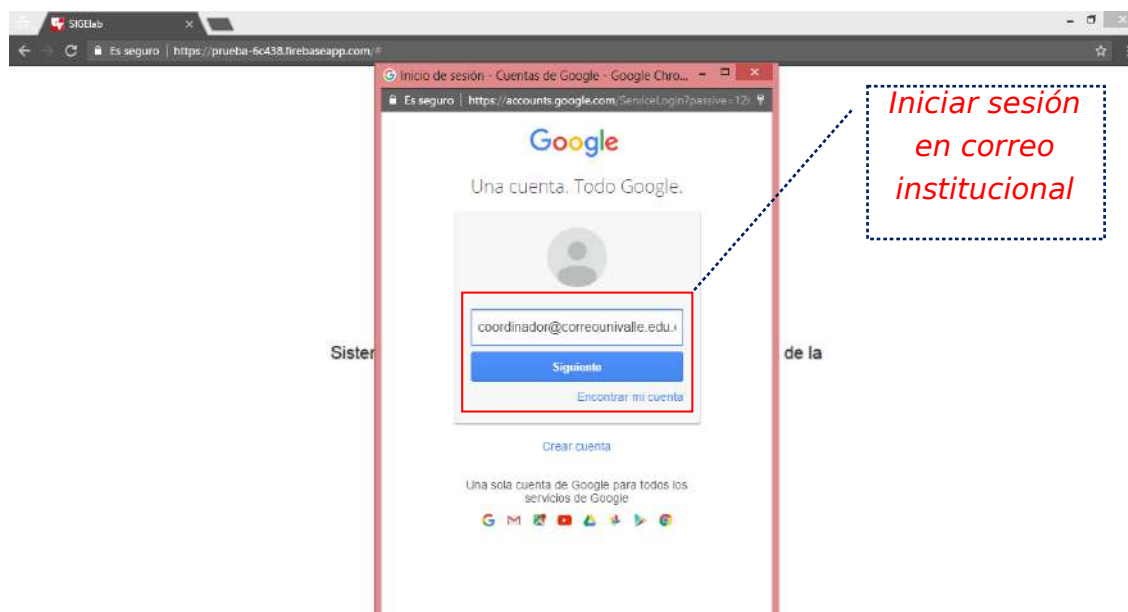 SIGElab
Es seguro | https://prueba-6c438.firebaseapp.com/#
Inicio de sesión - Cuentas de Google - Google Chro...
Es seguro | https://accounts.google.com/ServiceLogin?passive=12
Iniciar sesión
en correo
institucional
Google
Una cuenta. Todo Google.
coordinador@correounivalle.edu.
Siguiente
Encontrar mi cuenta
Sister
de la
Crear cuenta
Una sola cuenta de Google para todos los
servicios de Google